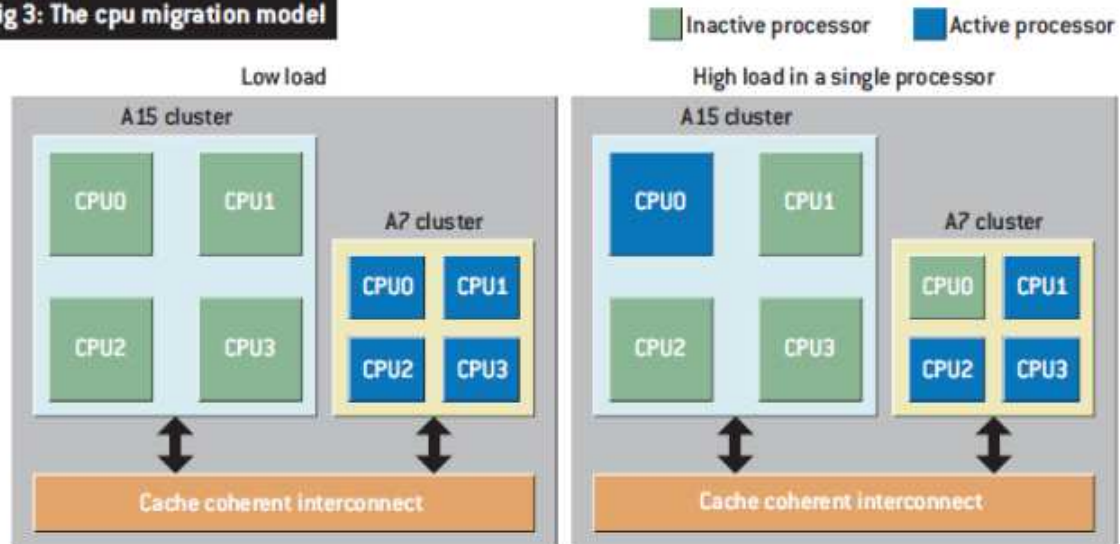 ig 3: The cpu migration model
Inactive processor
Active processor
Low load
A15 cluster
CPU0
CPU1
CPU2
CPU3
A7 cluster
CPU0
CPU1
CPU2
CPU3
Cache coherent interconnect
High load in a single processor
A15 cluster
CPU0
CPU1
CPU2
CPU3
A7 cluster
CPU0
CPU1
CPU2
CPU3
Cache coherent interconnect